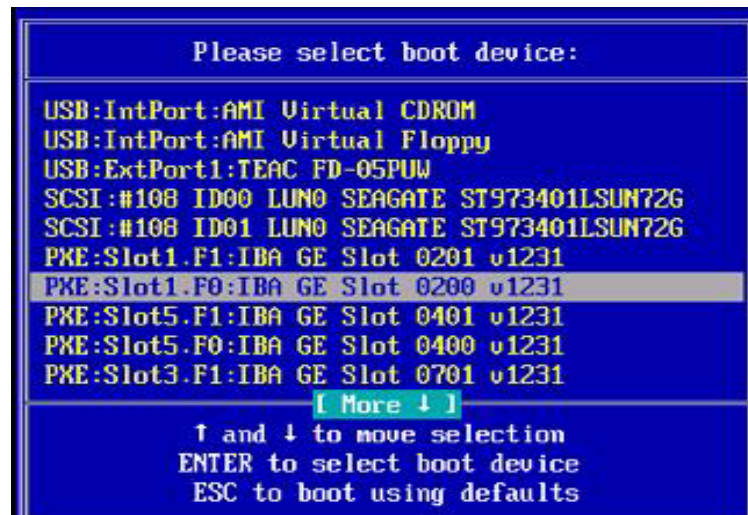 Please select boot device:
USB:IntPort:AMI Virtual CDROM
USB:IntPort:AMI Virtual Floppy
USB:ExtPort1:TEAC FD-05PUW
SCSI:#108 ID00 LUN0 SEAGATE ST973401LSUN72G
SCSI:#108 ID01 LUN0 SEAGATE ST973401LSUN72G
PXE:Slot1.F1:IBA GE Slot 0201 v1231
PXE:Slot1.F0:IBA GE Slot 0200 v1231
PXE:Slot5.F1:IBA GE Slot 0401 v1231
PXE:Slot5.F0:IBA GE Slot 0400 v1231
PXE:Slot3.F1:IBA GE Slot 0701 v1231
[ More ↓ ]
↑ and ↓ to move selection
ENTER to select boot device
ESC to boot using defaults